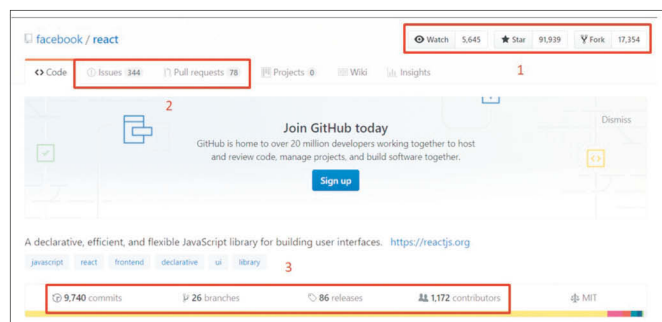 facebook / react
Watch 5,645 Star 91,939 Fork 17,354
Code Issues 344 Pull requests 78 Projects 0 Wiki Insights
1
2
Join GitHub today
Dismiss
GitHub is home to over 20 million developers working together to host
and review code, manage projects, and build software together.
Sign up
A declarative, efficient, and flexible JavaScript library for building user interfaces. https://reactjs.org
javascript react frontend declarative ui library
3
9,740 commits 26 branches 86 releases 1,172 contributors MIT